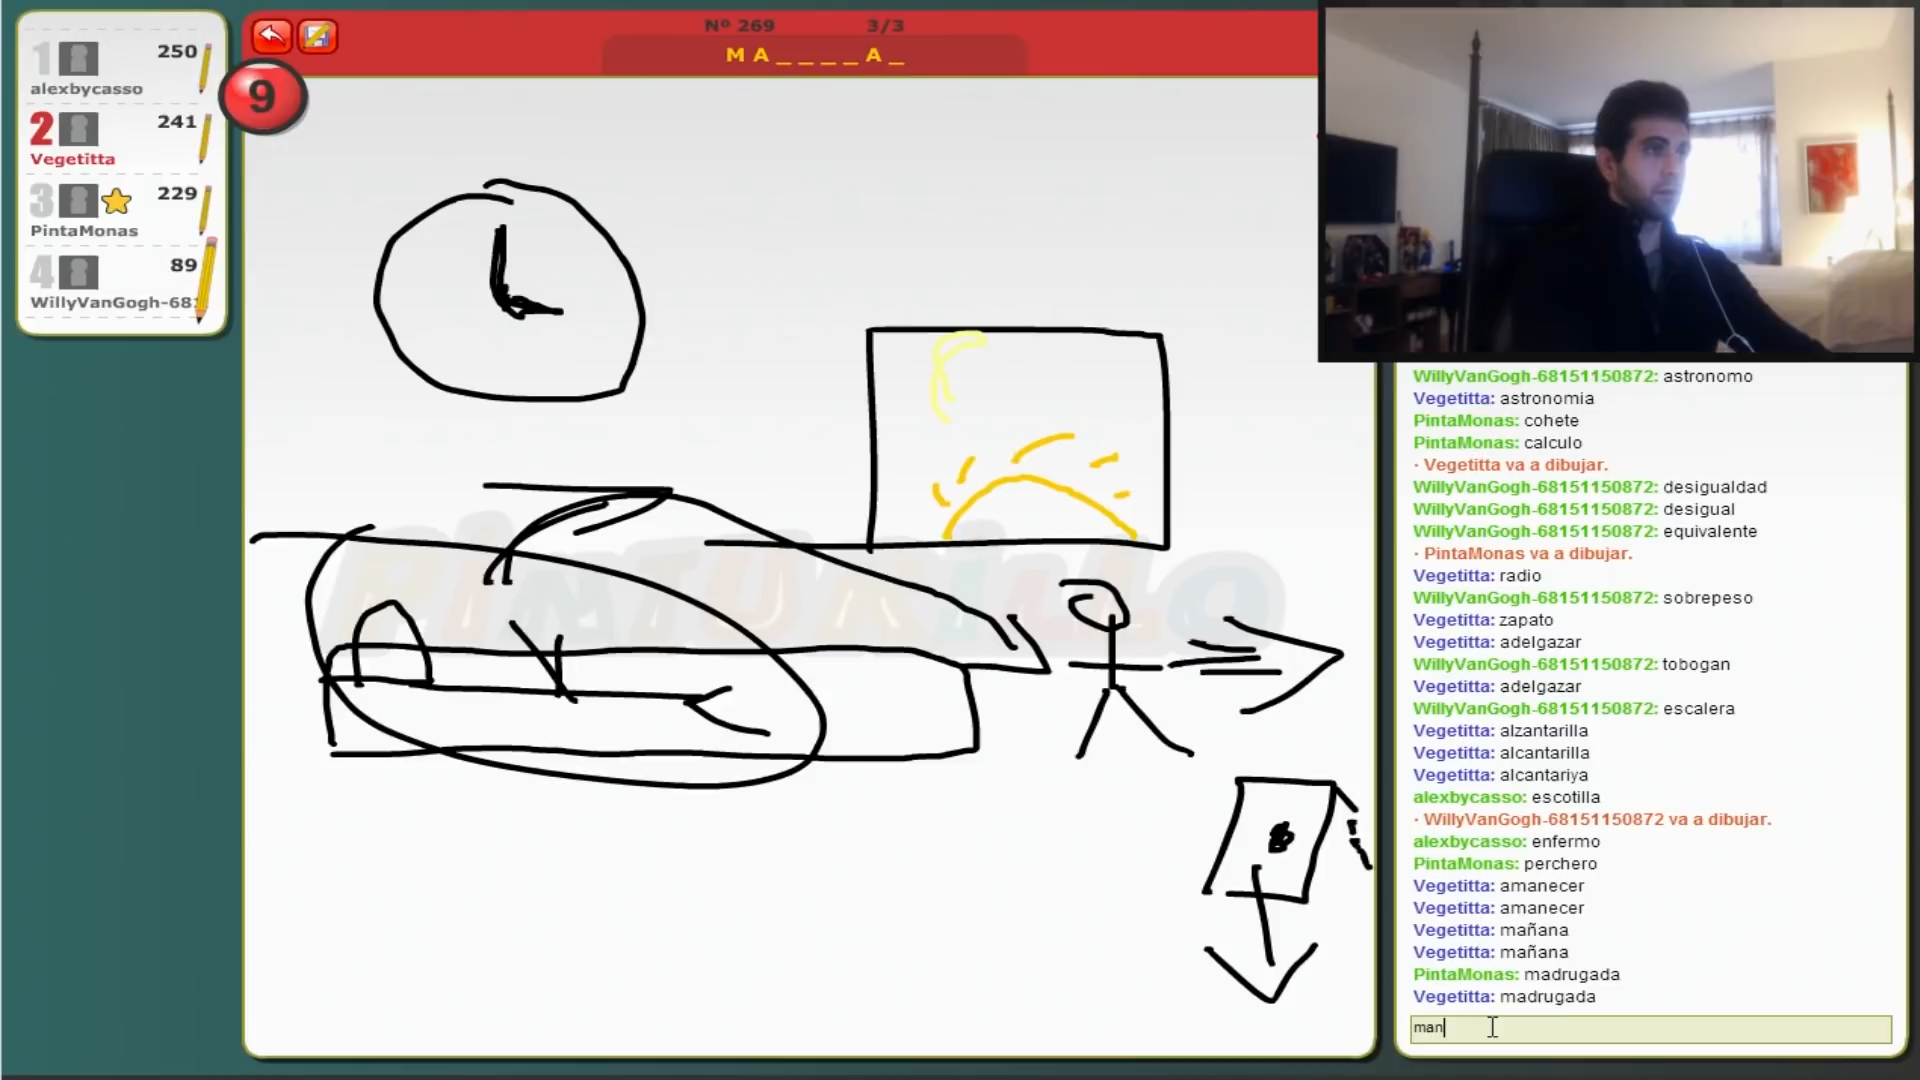 Nº 269 3/3
MA____A_
9
1 250
alexbycasso
2 241
Vegetitta
3 229
PintaMonas
4 89
WillyVanGogh-681
PINTURILLO
WillyVanGogh-68151150872: astronomo
Vegetitta: astronomia
PintaMonas: cohete
PintaMonas: calculo
· Vegetitta va a dibujar.
WillyVanGogh-68151150872: desigualdad
WillyVanGogh-68151150872: desigual
WillyVanGogh-68151150872: equivalente
· PintaMonas va a dibujar.
Vegetitta: radio
WillyVanGogh-68151150872: sobrepeso
Vegetitta: zapato
Vegetitta: adelgazar
WillyVanGogh-68151150872: tobogan
Vegetitta: adelgazar
WillyVanGogh-68151150872: escalera
Vegetitta: alzantarilla
Vegetitta: alcantarilla
Vegetitta: alcantariya
alexbycasso: escotilla
· WillyVanGogh-68151150872 va a dibujar.
alexbycasso: enfermo
PintaMonas: perchero
Vegetitta: amanecer
Vegetitta: amanecer
Vegetitta: mañana
Vegetitta: mañana
PintaMonas: madrugada
Vegetitta: madrugada
man